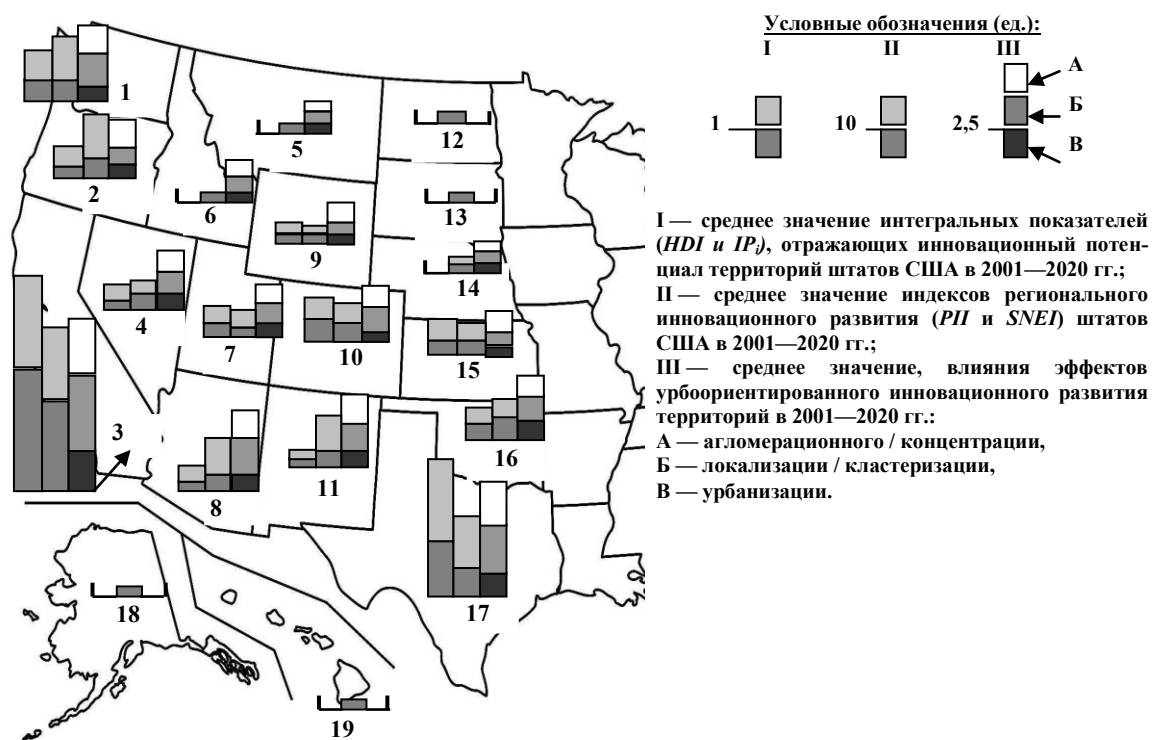 Условные обозначения (ед.):
I II III
А
Б
В
1 10 2,5
I — среднее значение интегральных показателей
(HDI и IPi), отражающих инновационный потен-
циал территорий штатов США в 2001—2020 гг.;
II — среднее значение индексов регионального
инновационного развития (PII и SNEI) штатов
США в 2001—2020 гг.;
III — среднее значение, влияния эффектов
урбоориентированного инновационного развития
территорий в 2001—2020 гг.:
А — агломерационного / концентрации,
Б — локализации / кластеризации,
В — урбанизации.
1
2
3
4
5
6
7
8
9
10
11
12
13
14
15
16
17
18
19